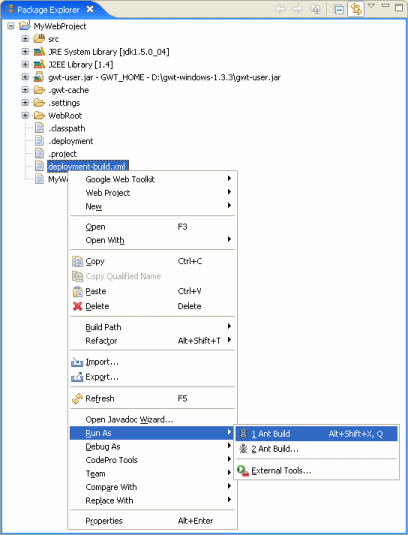 Package Explorer
MyWebProject
src
JRE System Library [jdk1.5.0_04]
J2EE Library [1.4]
gwt-user.jar - GWT_HOME - D:\gwt-windows-1.3.3\gwt-user.jar
.gwt-cache
.settings
WebRoot
.classpath
.deployment
.project
deployment-build.xml
MyWe
Google Web Toolkit
Web Project
New
Open F3
Open With
Copy Ctrl+C
Copy Qualified Name
Paste Ctrl+V
Delete Delete
Build Path
Refactor Alt+Shift+T
Import...
Export...
Refresh F5
Open Javadoc Wizard...
Run As
1 Ant Build Alt+Shift+X, Q
Debug As
2 Ant Build...
CodePro Tools
Team
External Tools...
Compare With
Replace With
Properties Alt+Enter